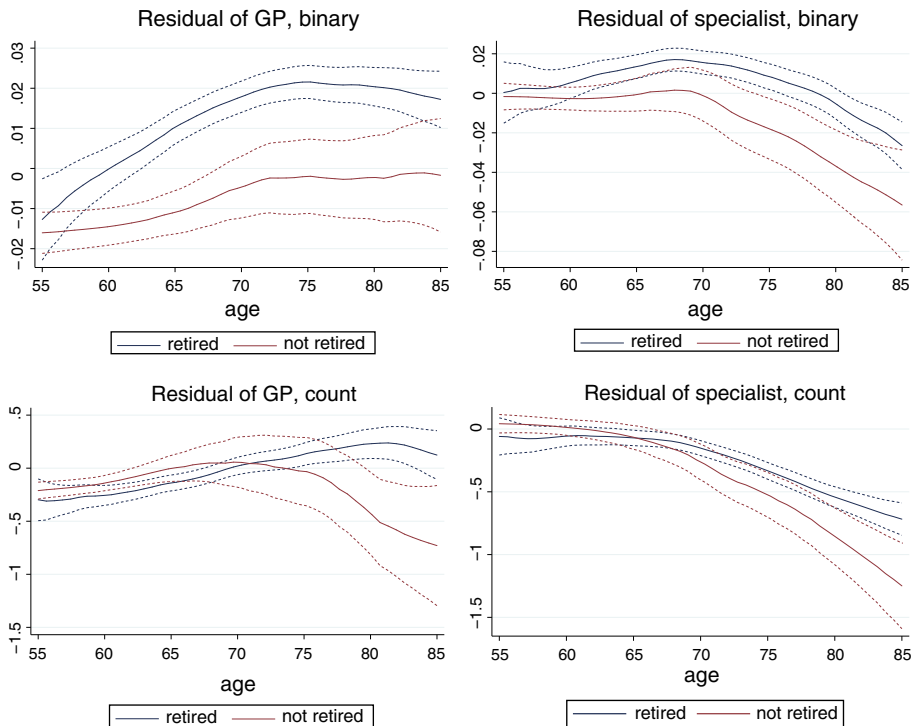 Residual of GP, binary
.03
.02
.01
0
-.01
-.02
55 60 65 70 75 80 85
age
retired not retired
Residual of specialist, binary
.02
0
-.02
-.04
-.06
-.08
55 60 65 70 75 80 85
age
retired not retired
Residual of GP, count
.5
0
-.5
-1
-1.5
55 60 65 70 75 80 85
age
retired not retired
Residual of specialist, count
0
-.5
-1
-1.5
55 60 65 70 75 80 85
age
retired not retired